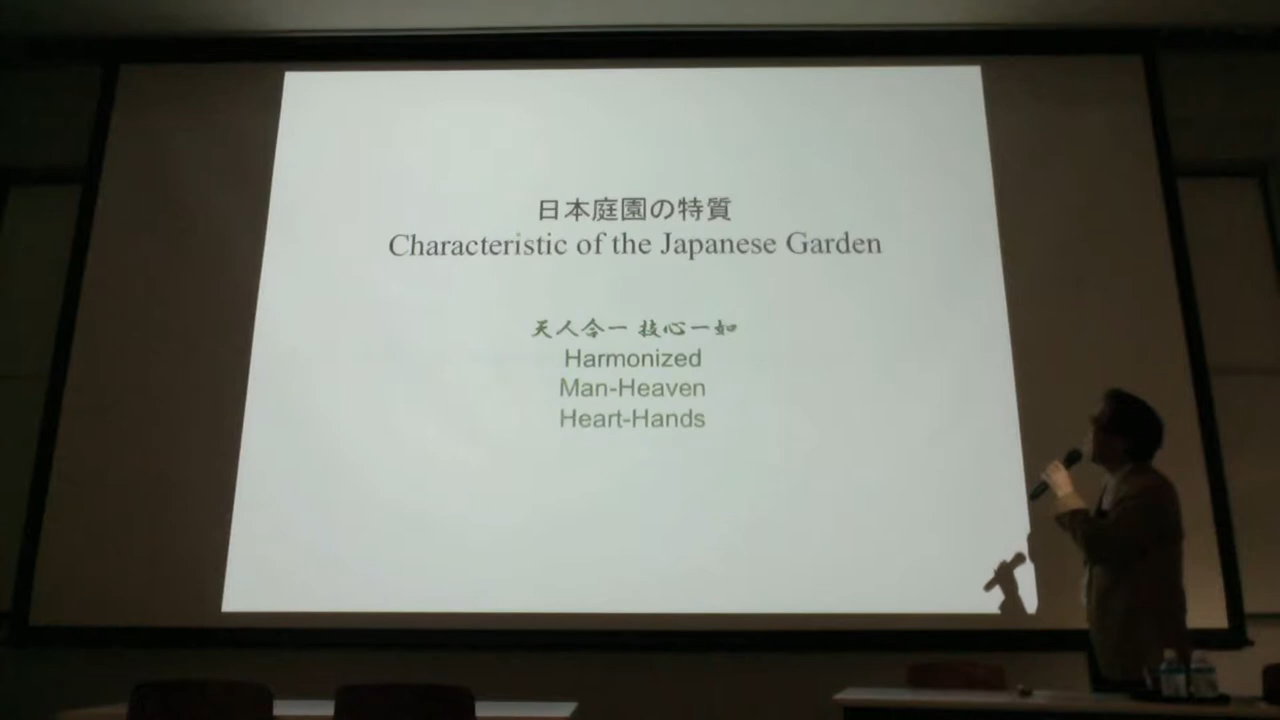 日本庭園の特質
Characteristic of the Japanese Garden
天人合一 技心一如
Harmonized
Man-Heaven
Heart-Hands